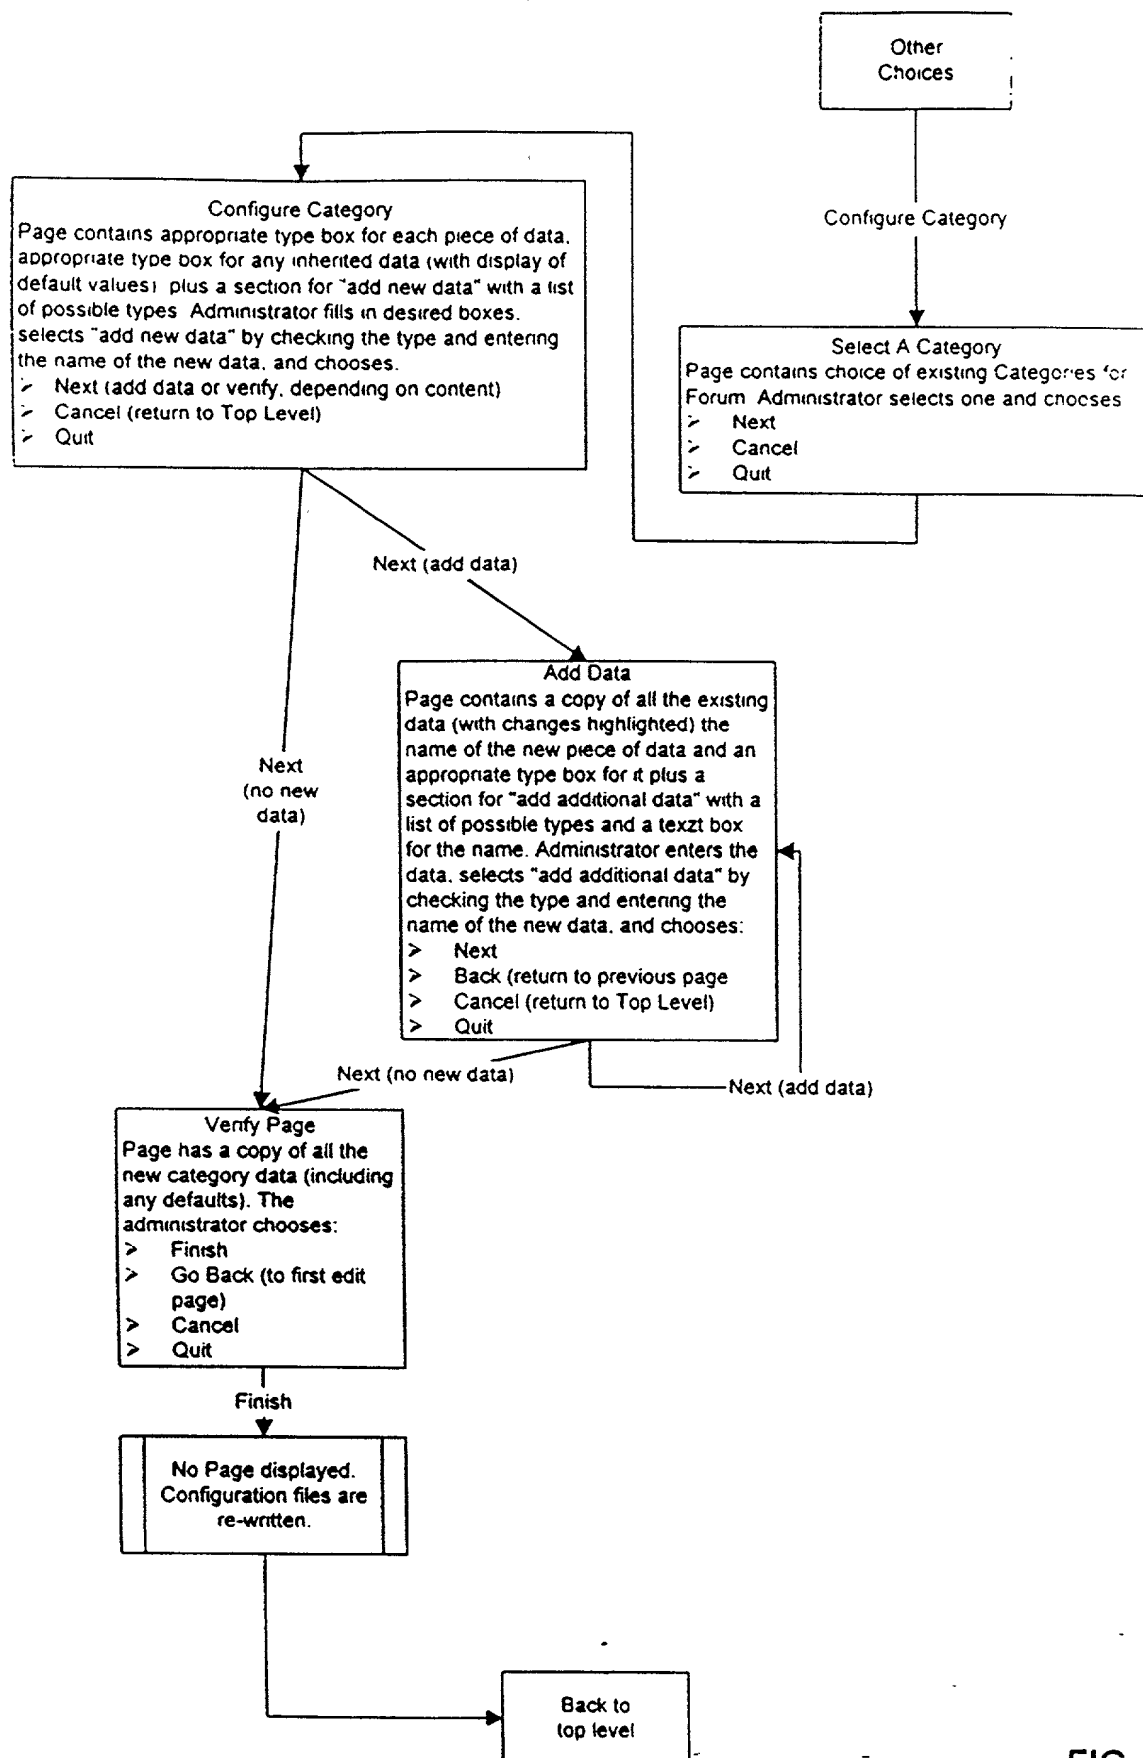 Other
Choices
Configure Category
Select A Category
Page contains choice of existing Categories for
Forum Administrator selects one and chooses
➢ Next
➢ Cancel
➢ Quit
Configure Category
Page contains appropriate type box for each piece of data.
appropriate type box for any inherited data (with display of
default values) plus a section for "add new data" with a list
of possible types Administrator fills in desired boxes.
selects "add new data" by checking the type and entering
the name of the new data, and chooses.
➢ Next (add data or verify, depending on content)
➢ Cancel (return to Top Level)
➢ Quit
Next (add data)
Add Data
Page contains a copy of all the existing
data (with changes highlighted) the
name of the new piece of data and an
appropriate type box for it plus a
section for "add additional data" with a
list of possible types and a texzt box
for the name. Administrator enters the
data, selects "add additional data" by
checking the type and entering the
name of the new data, and chooses:
➢ Next
➢ Back (return to previous page
➢ Cancel (return to Top Level)
➢ Quit
Next
(no new
data)
Next (no new data)
Next (add data)
Verify Page
Page has a copy of all the
new category data (including
any defaults). The
administrator chooses:
➢ Finish
➢ Go Back (to first edit
page)
➢ Cancel
➢ Quit
Finish
No Page displayed.
Configuration files are
re-written.
Back to
top level